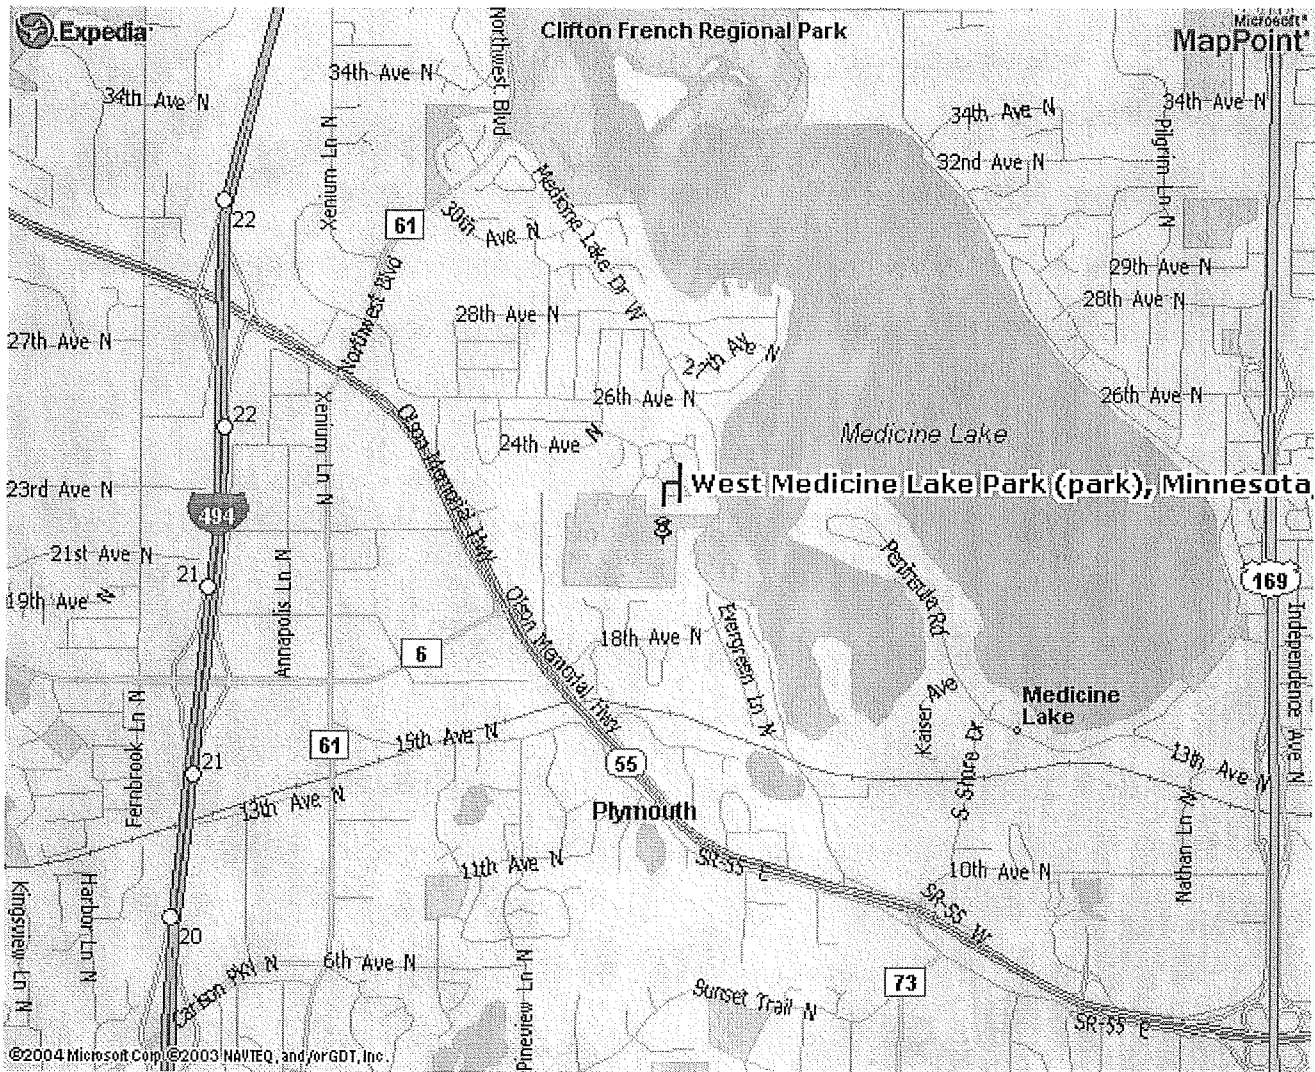 Expedia
Clifton French Regional Park
Microsoft
MapPoint
Northwest Blvd
34th Ave N
34th Ave N
34th Ave N
34th Ave N
32nd Ave N
Pilgrim Ln N
Xenium Ln N
22
61
30th Ave N
Medicine Lake Dr W
29th Ave N
28th Ave N
28th Ave N
Northwest Blvd
27th Ave N
27th Ave N
26th Ave N
26th Ave N
22
Xenium Ln N
Olson Memorial Hwy
24th Ave N
Medicine Lake
West Medicine Lake Park (park), Minnesota
23rd Ave N
494
21st Ave N
21
19th Ave N
Annapolis Ln N
Olson Memorial Hwy
Peninsula Rd
169
Independence Ave N
6
18th Ave N
Evergreen Ln N
Kaiser Ave
Medicine
Lake
S Shore Dr
Fernbrook Ln N
61
15th Ave N
55
13th Ave N
21
13th Ave N
Plymouth
Nathan Ln N
11th Ave N
SR-55 E
10th Ave N
Kingsview Ln N
Harbor Ln N
20
SR-55 W
Carlson Pkwy N
6th Ave N
Pineview Ln N
73
Sunset Trail N
SR-55 E
©2004 Microsoft Corp ©2003 NAVTEQ, and/or GDT, Inc.